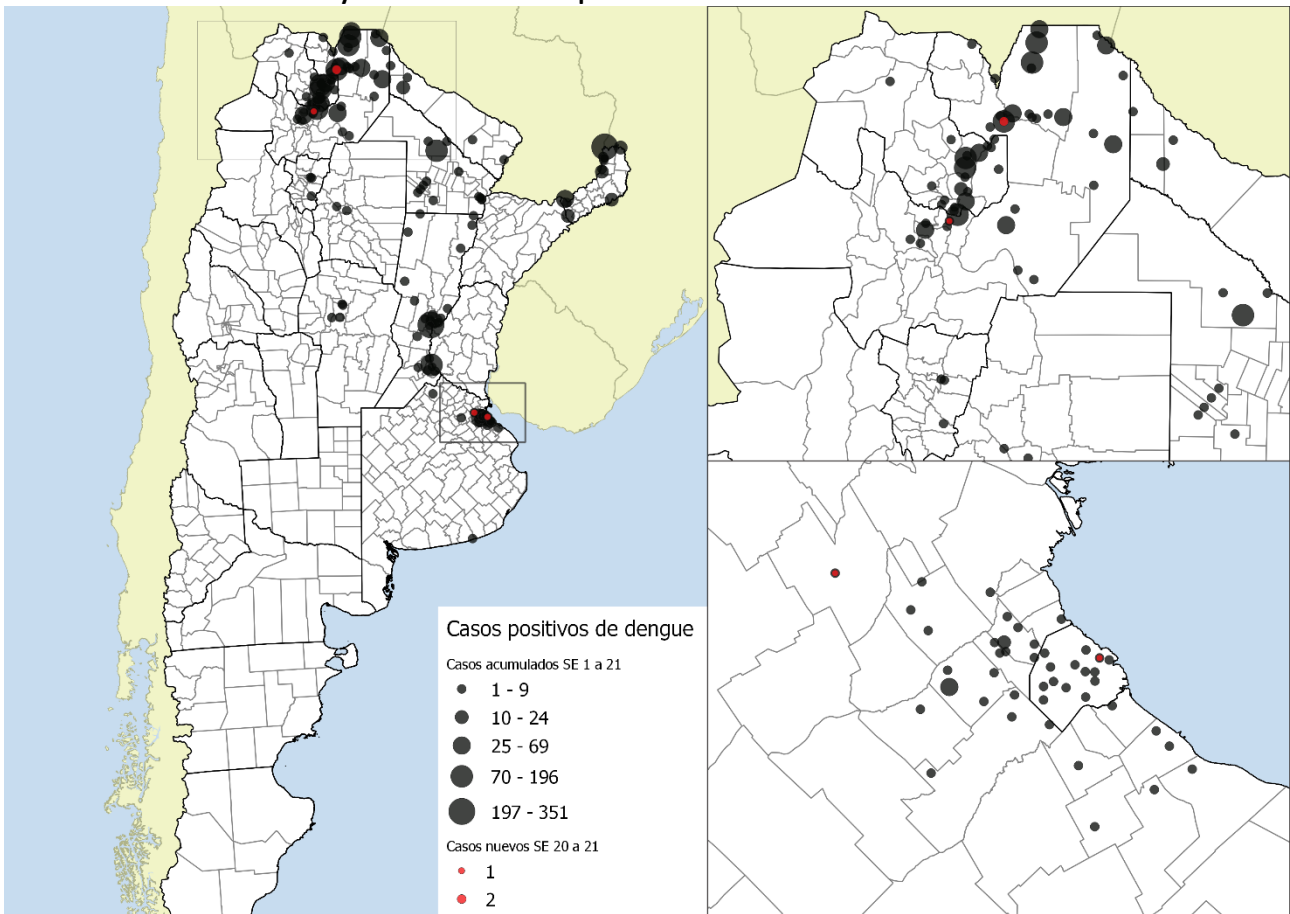 Casos positivos de dengue
Casos acumulados SE 1 a 21
1 - 9
10 - 24
25 - 69
70 - 196
197 - 351
Casos nuevos SE 20 a 21
1
2